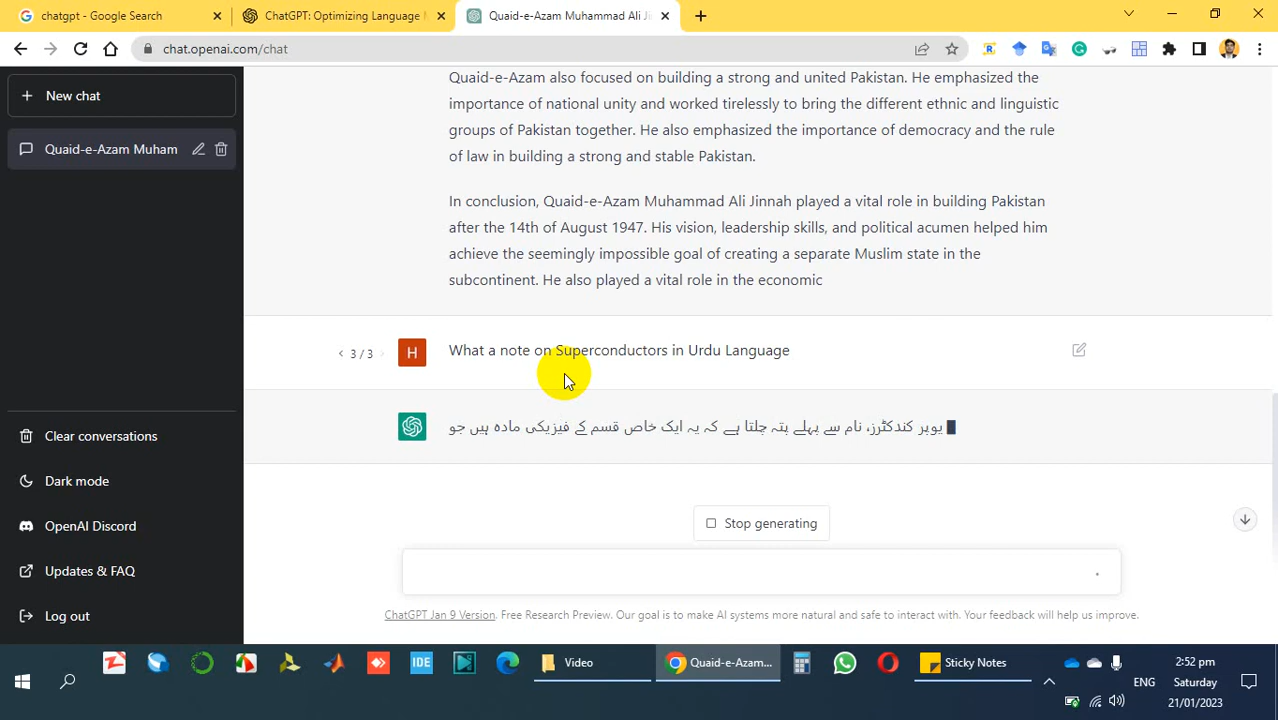 chatgpt - Google Search
ChatGPT: Optimizing Language M
Quaid-e-Azam Muhammad Ali Jin
chat.openai.com/chat
New chat
Quaid-e-Azam Muham
Quaid-e-Azam also focused on building a strong and united Pakistan. He emphasized the
importance of national unity and worked tirelessly to bring the different ethnic and linguistic
groups of Pakistan together. He also emphasized the importance of democracy and the rule
of law in building a strong and stable Pakistan.
In conclusion, Quaid-e-Azam Muhammad Ali Jinnah played a vital role in building Pakistan
after the 14th of August 1947. His vision, leadership skills, and political acumen helped him
achieve the seemingly impossible goal of creating a separate Muslim state in the
subcontinent. He also played a vital role in the economic
< 3 / 3 >
H
What a note on Superconductors in Urdu Language
یوپر کندکٹرز، نام سے پہلے پتہ چلتا ہے کہ یہ ایک خاص قسم کے فیزیکی مادہ ہیں جو
Stop generating
Clear conversations
Dark mode
OpenAI Discord
Updates & FAQ
Log out
ChatGPT Jan 9 Version. Free Research Preview. Our goal is to make AI systems more natural and safe to interact with. Your feedback will help us improve.
IDE
Video
Quaid-e-Azam...
Sticky Notes
ENG
2:52 pm
Saturday
21/01/2023